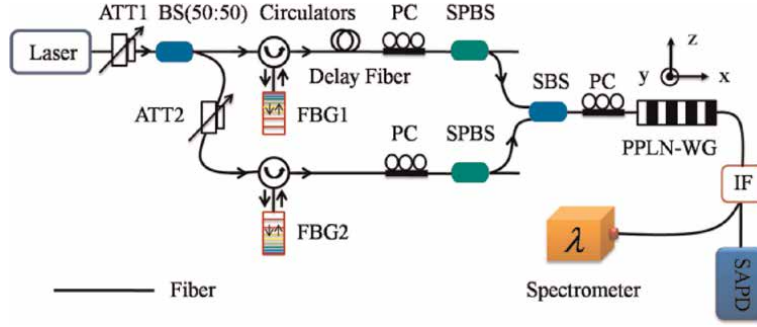 ATT1 BS(50:50) Circulators PC SPBS
Laser
Delay Fiber
z
y x
SBS PC
ATT2
FBG1
PC SPBS
PPLN-WG
IF
FBG2
λ
SAPD
Fiber
Spectrometer